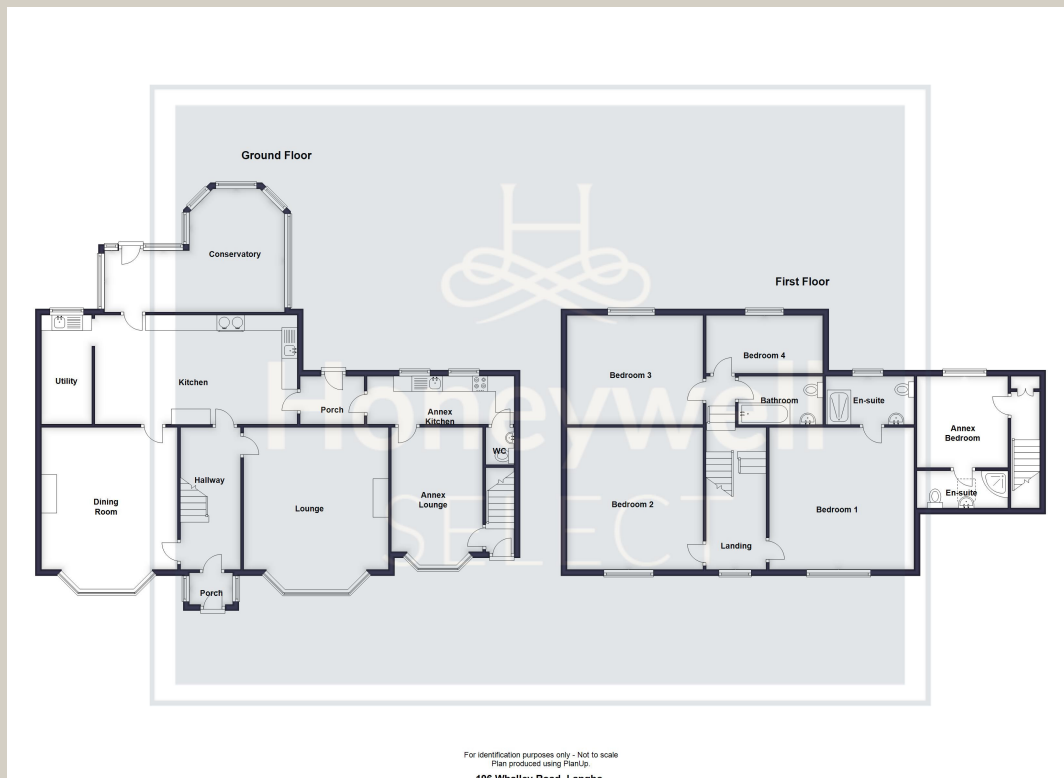 Ground Floor
Conservatory
First Floor
Utility
Kitchen
Porch
Annex
Kitchen
WC
Hallway
Dining
Room
Lounge
Annex
Lounge
Porch
Bedroom 4
Bedroom 3
Bathroom
En-suite
Annex
Bedroom
En-suite
Bedroom 2
Bedroom 1
Landing
Honeywell
SELECT
For identification purposes only - Not to scale
Plan produced using PlanUp.